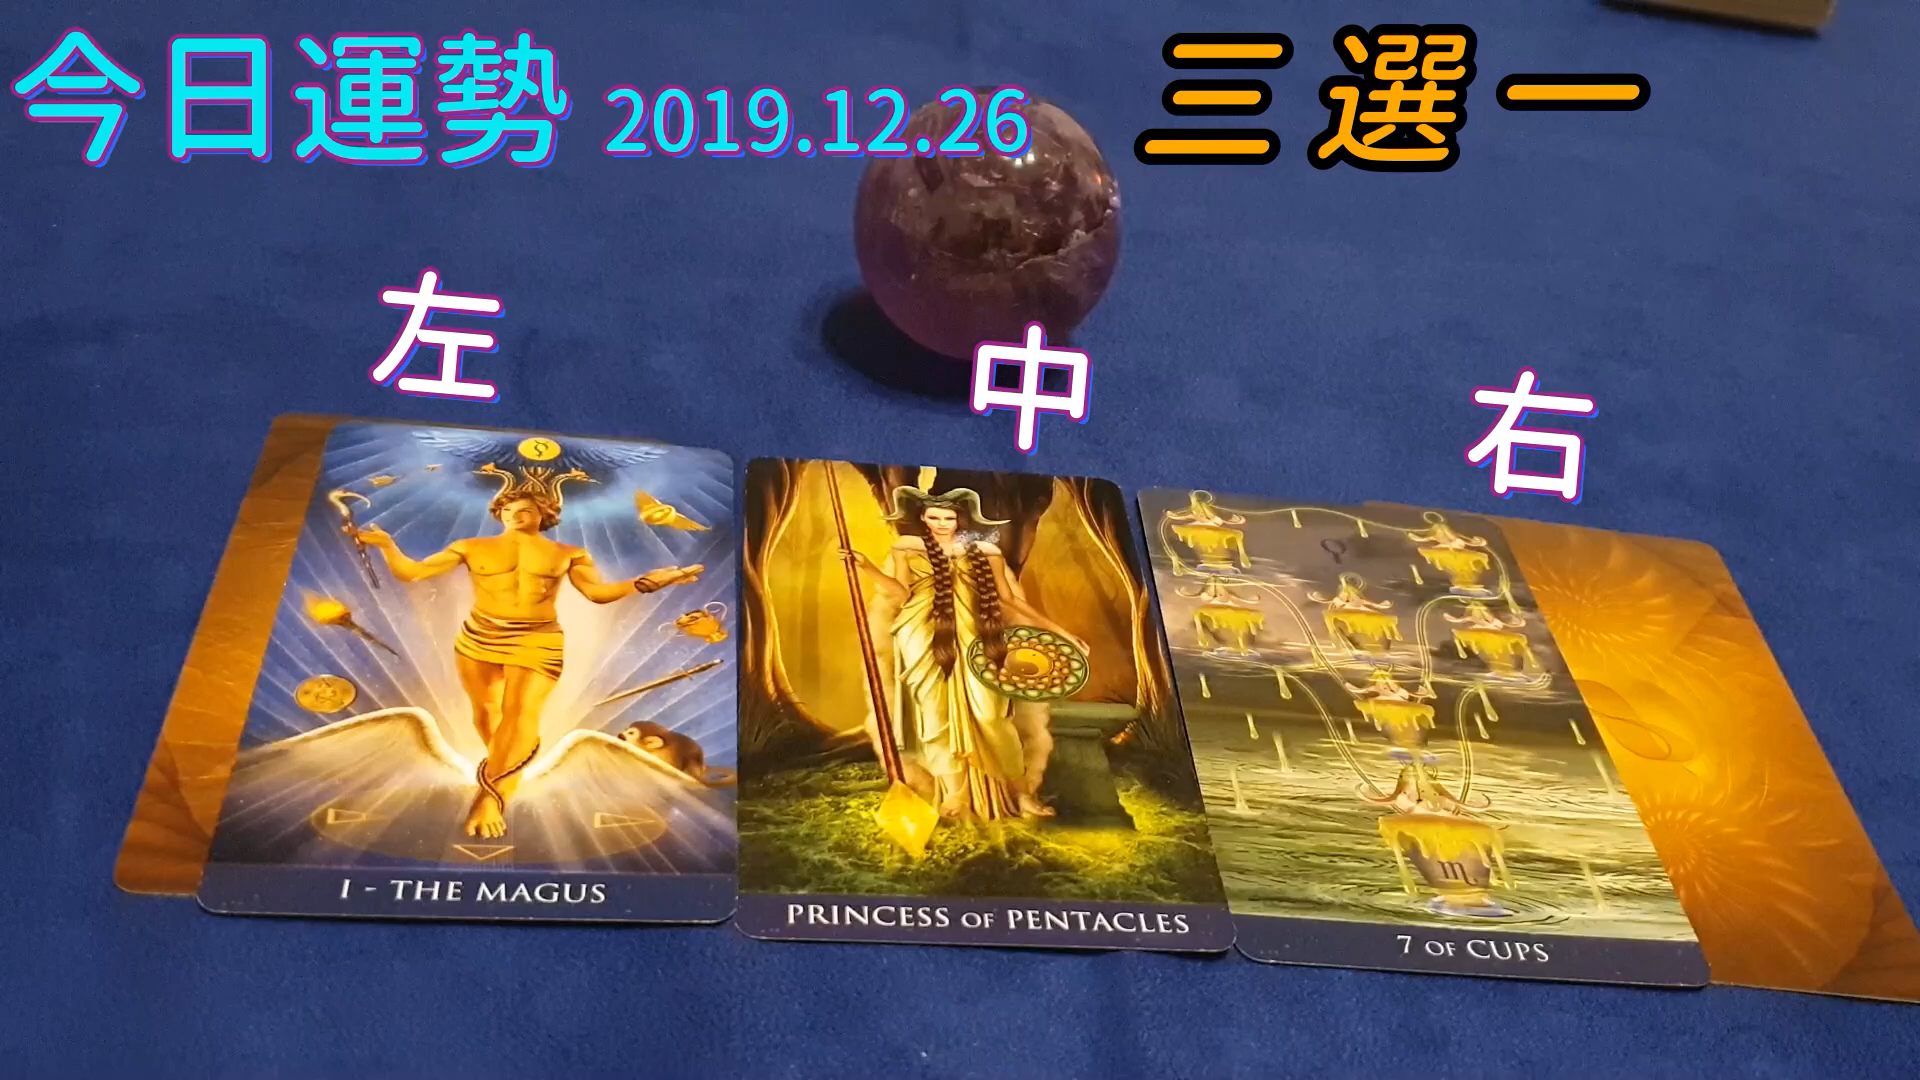 今日運勢 2019.12.26 三選一
左
中
右
I - THE MAGUS
PRINCESS OF PENTACLES
7 OF CUPS